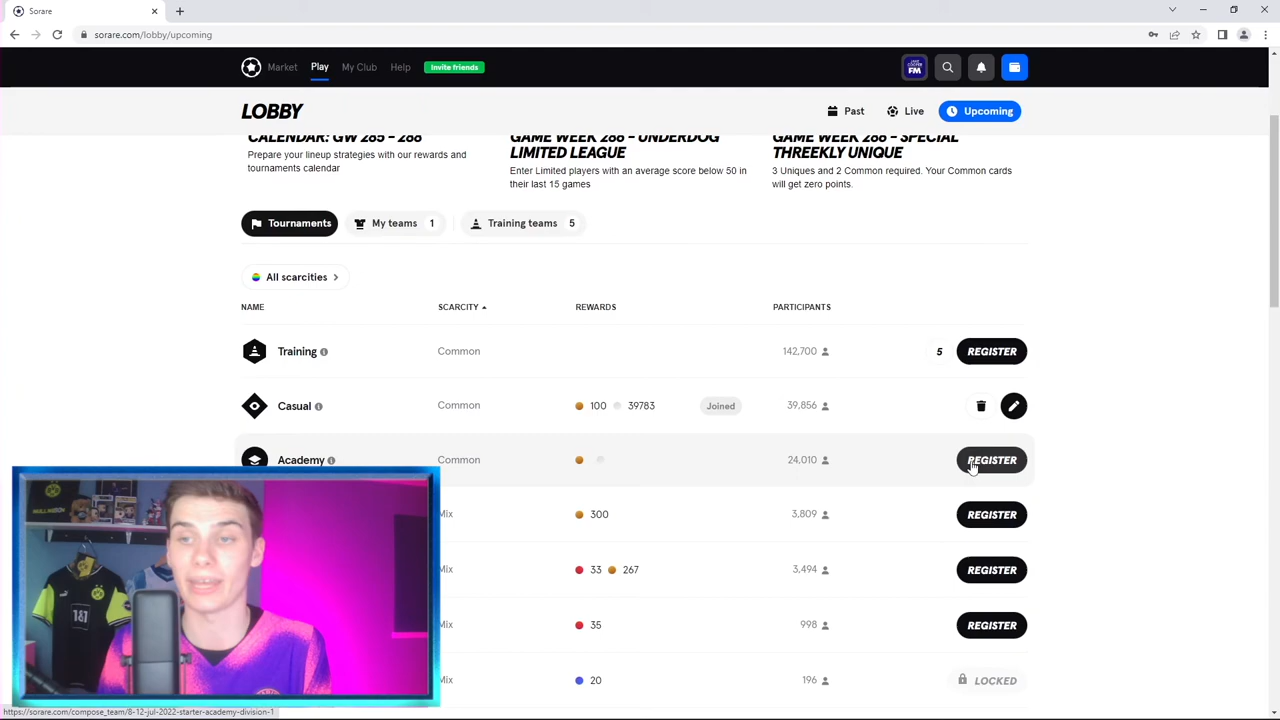 Sorare
sorare.com/lobby/upcoming
Market
Play
My Club
Help
Invite friends
LOBBY
Past
Live
Upcoming
CALENDAR: GW 285 - 288
Prepare your lineup strategies with our rewards and
tournaments calendar
GAME WEEK 286 - UNDERDOG
LIMITED LEAGUE
Enter Limited players with an average score below 50 in
their last 15 games
GAME WEEK 286 - SPECIAL
THREEKLY UNIQUE
3 Uniques and 2 Common required. Your Common cards
will get zero points.
Tournaments
My teams 1
Training teams 5
All scarcities
NAME SCARCITY REWARDS PARTICIPANTS
Training Common 142,700 5 REGISTER
Casual Common 100 39783 Joined 39,856
Academy Common 24,010 REGISTER
Mix 300 3,809 REGISTER
Mix 33 267 3,494 REGISTER
Mix 35 998 REGISTER
Mix 20 196 LOCKED
https://sorare.com/compose_team/8-12-jul-2022-starter-academy-division-1